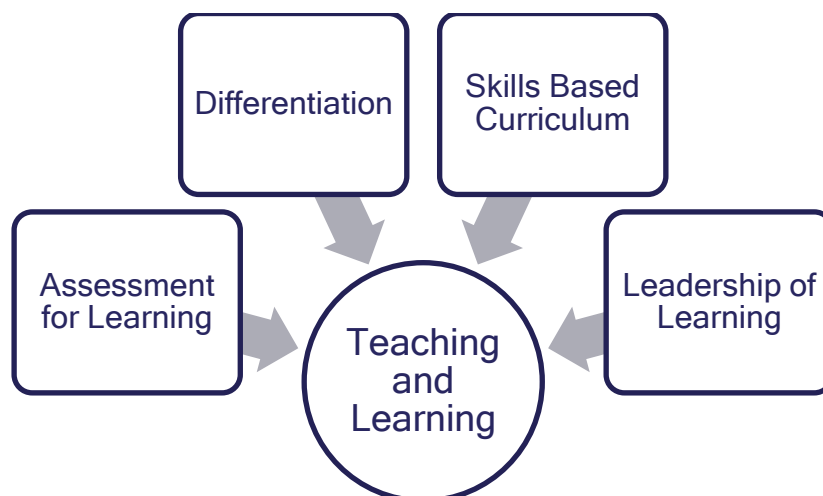 Differentiation
Skills Based
Curriculum
Assessment
for Learning
Leadership of
Learning
Teaching
and
Learning